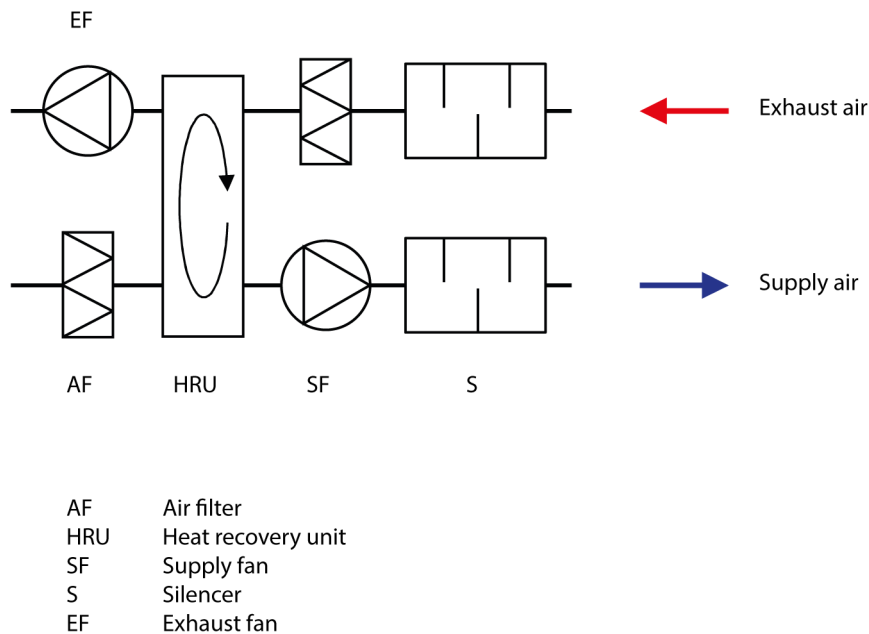 EF
Exhaust air
Supply air
AF HRU SF S
AF Air filter
HRU Heat recovery unit
SF Supply fan
S Silencer
EF Exhaust fan